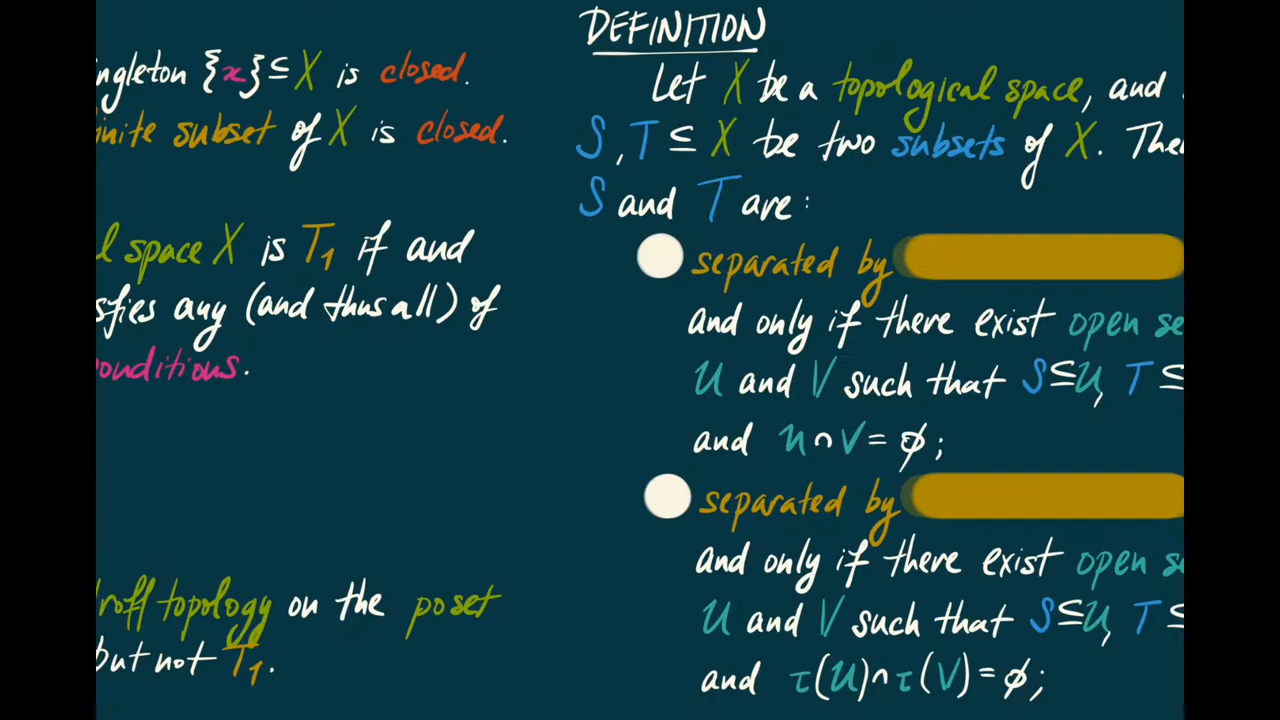 ngleton {x} ⊆ X is closed.
inite subset of X is closed.
l space X is T1 if and
sfies any (and thus all) of
onditions.
roff topology on the poset
but not T1.
DEFINITION
Let X be a topological space, and
S, T ⊆ X be two subsets of X. The
S and T are:
separated by
and only if there exist open se
U and V such that S⊆U, T ⊆
and U ∩ V = ∅;
separated by
and only if there exist open se
U and V such that S⊆U, T ⊆
and τ(U) ∩ τ(V) = ∅;